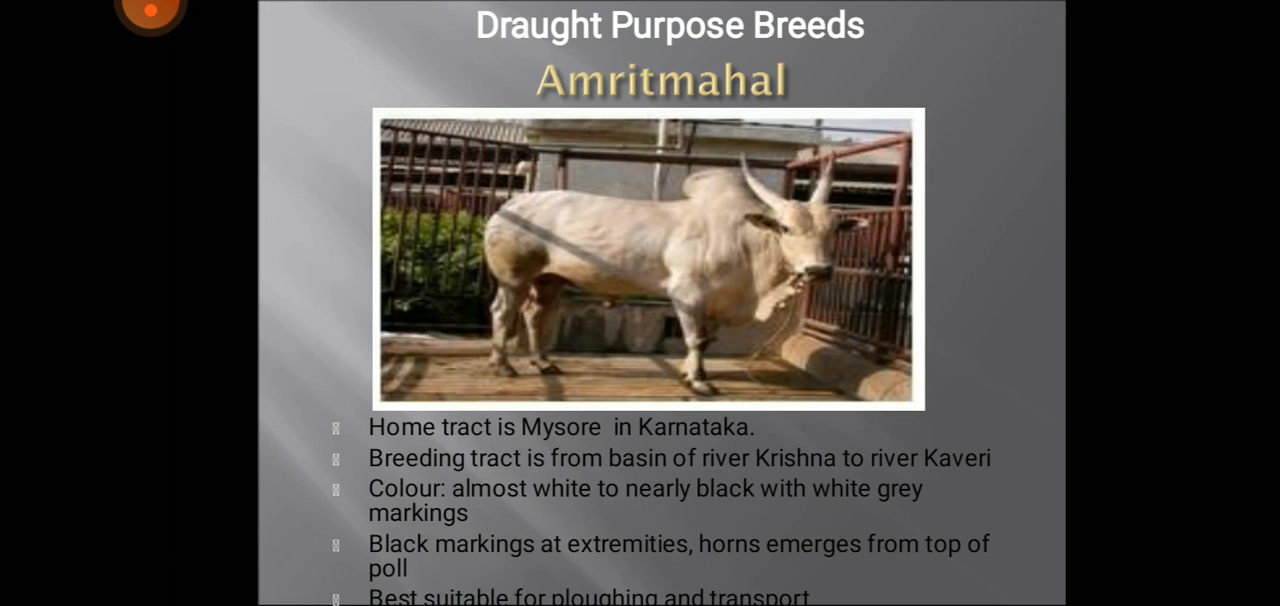 Draught Purpose Breeds
Amritmahal
Home tract is Mysore in Karnataka.
Breeding tract is from basin of river Krishna to river Kaveri
Colour: almost white to nearly black with white grey
markings
Black markings at extremities, horns emerges from top of
poll
Best suitable for ploughing and transport